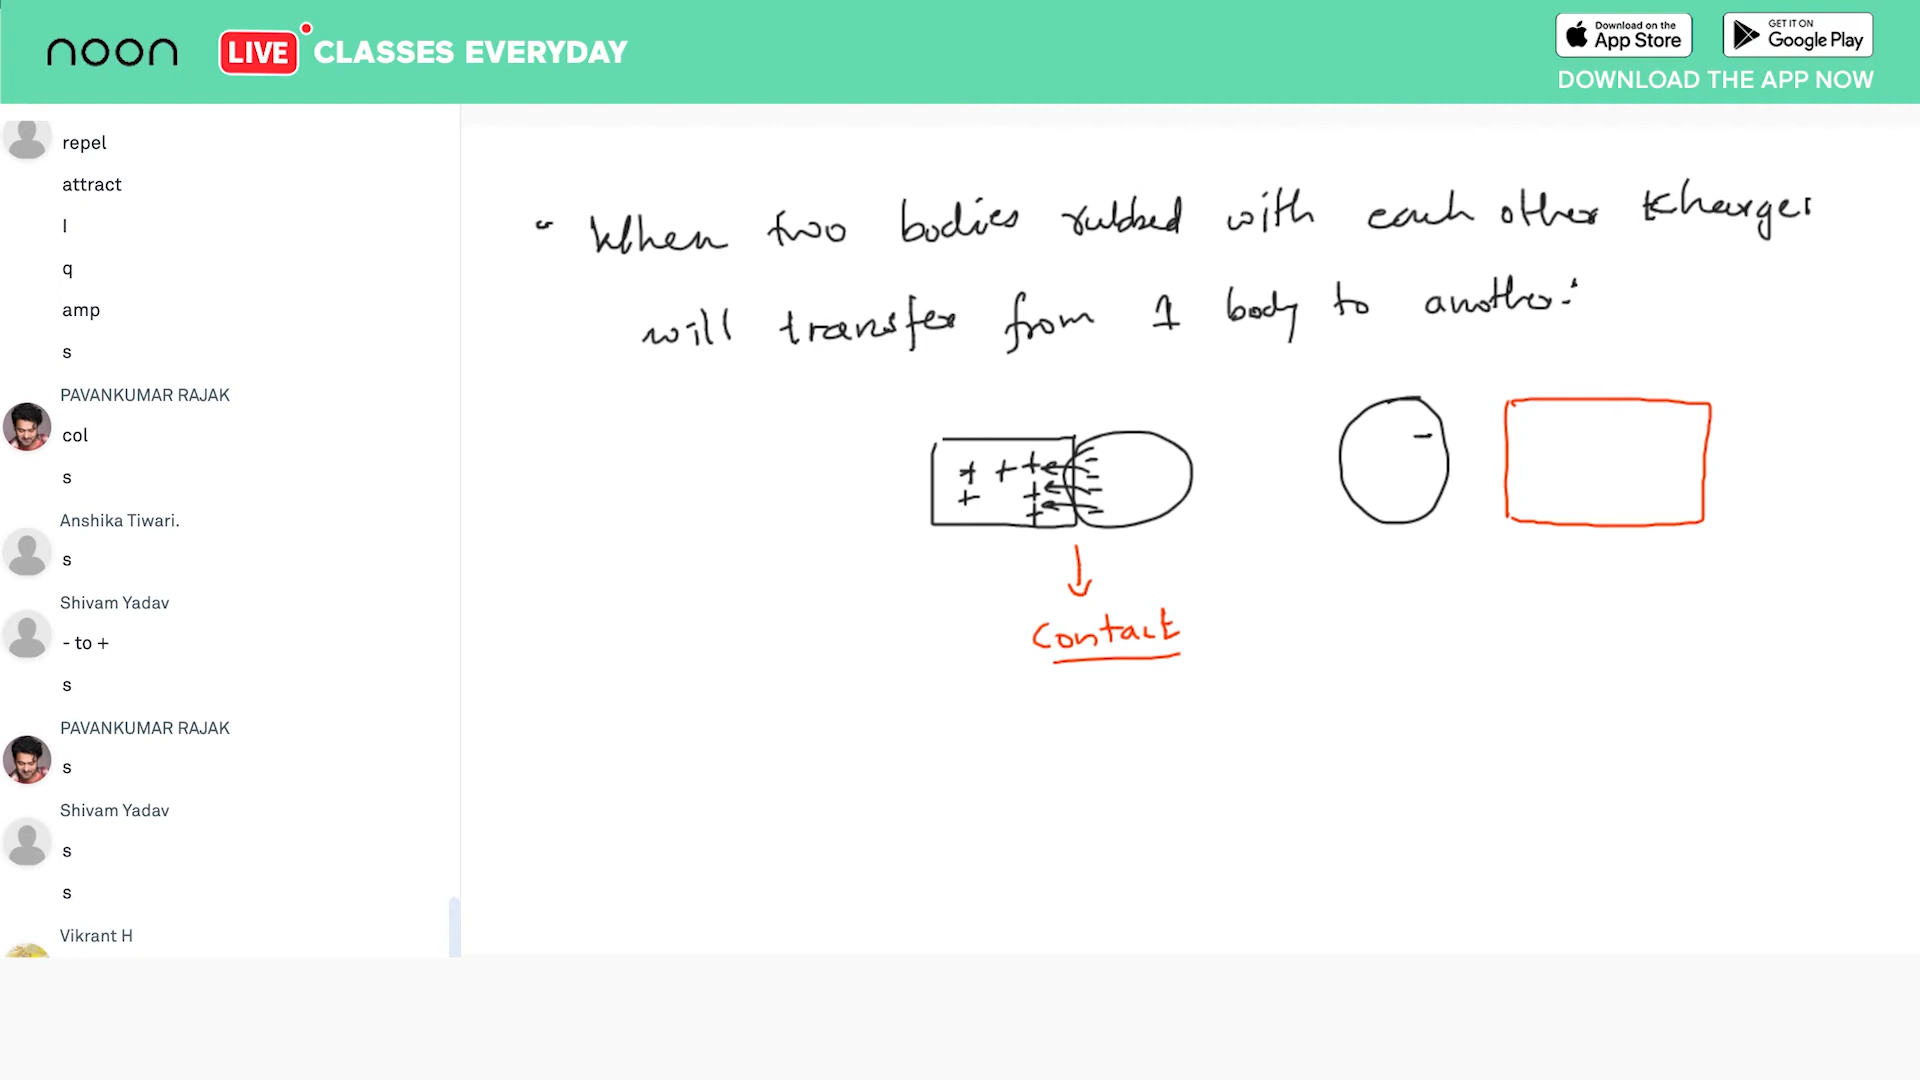 noon LIVE CLASSES EVERYDAY
Download on the App Store
GET IT ON Google Play
DOWNLOAD THE APP NOW
repel
attract
I
q
amp
s
PAVANKUMAR RAJAK
col
s
Anshika Tiwari.
s
Shivam Yadav
- to +
s
PAVANKUMAR RAJAK
s
Shivam Yadav
s
s
Vikrant H
" When two bodies rubbed with each other charges
will transfer from 1 body to another."
+ + + -
+ + -
+ -
-
-
Contact